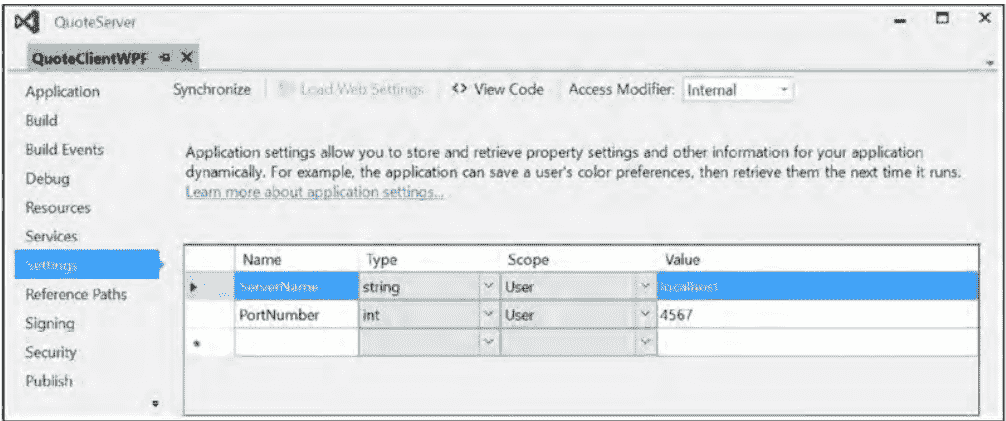 QuoteServer
QuoteClientWPF
Application
Build
Build Events
Debug
Resources
Services
Settings
Reference Paths
Signing
Security
Publish
Synchronize Load Web Settings <> View Code Access Modifier: Internal
Application settings allow you to store and retrieve property settings and other information for your application
dynamically. For example, the application can save a user's color preferences, then retrieve them the next time it runs.
Learn more about application settings...
Name Type Scope Value
ServerName string User localhost
PortNumber int User 4567
*